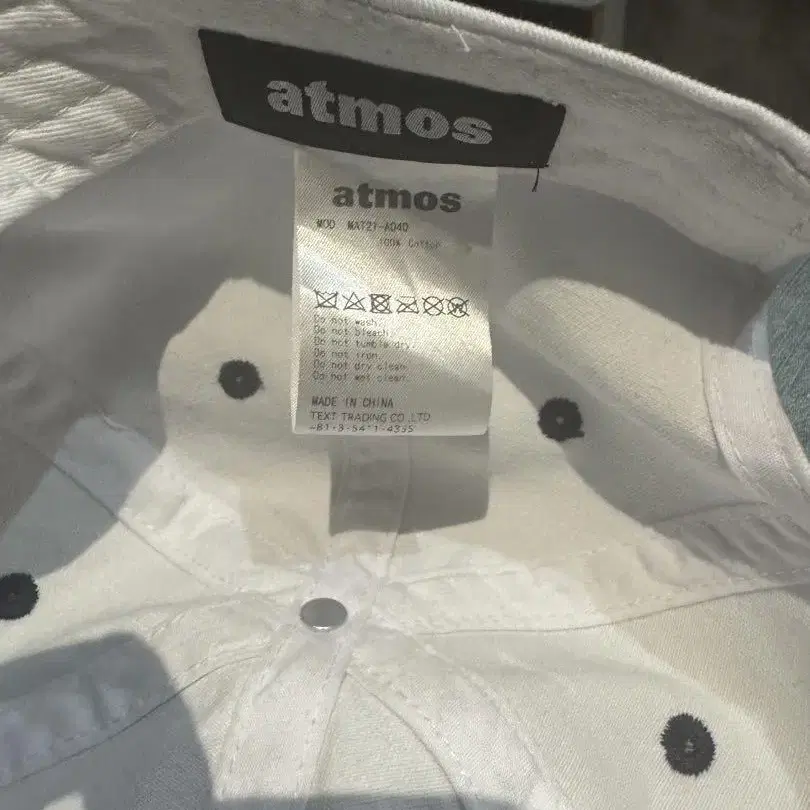 atmos
atmos
MOD MAT21-A040
100% Cotton
Do not wash.
Do not bleach.
Do not tumble dry.
Do not iron.
Do not dry clean.
Do not wet clean.
MADE IN CHINA
TEXT TRADING CO.,LTD
+81-3-5411-4335